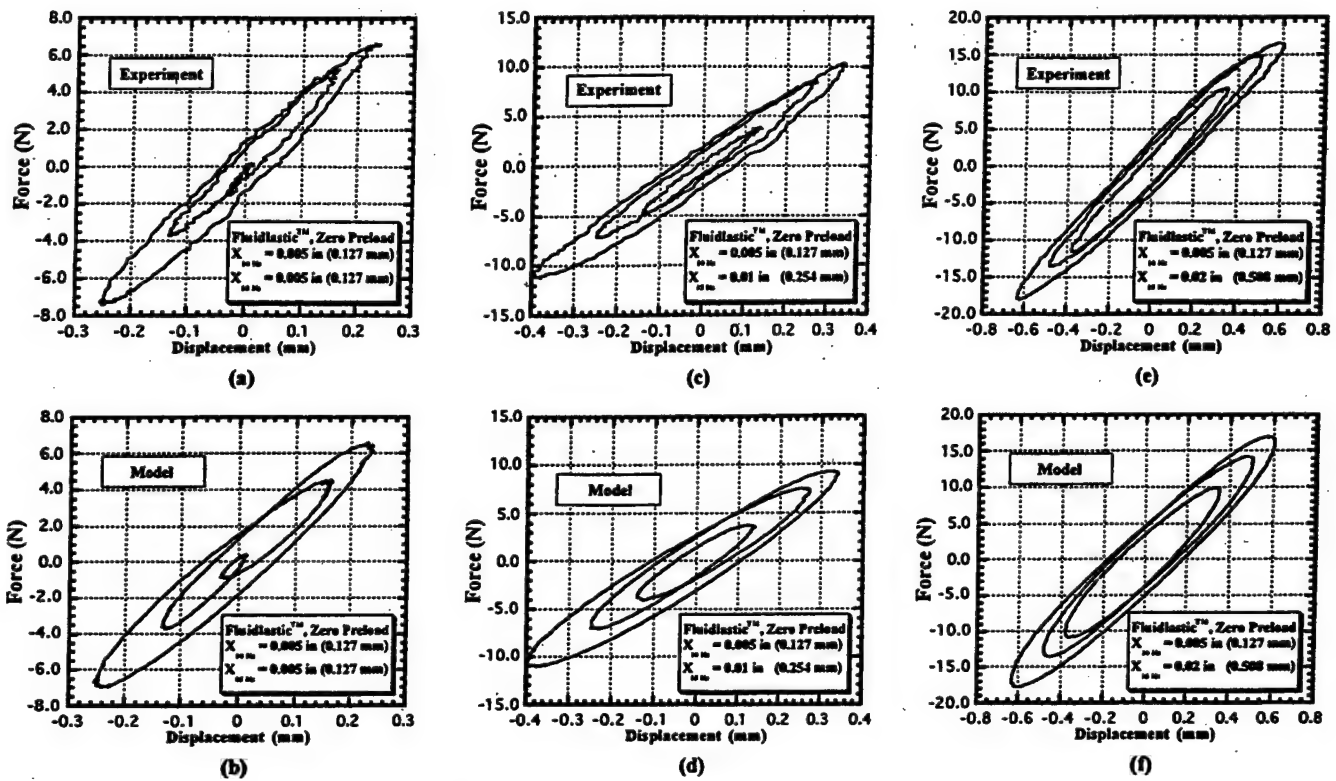 8.0
6.0
4.0
2.0
0.0
-2.0
-4.0
-6.0
-8.0
Force (N)
Experiment
Fluidlastic™, Zero Preload
X = 0.005 in (0.127 mm)
X = 0.005 in (0.127 mm)
-0.3 -0.2 -0.1 0 0.1 0.2 0.3
Displacement (mm)
(a)
15.0
10.0
5.0
0.0
-5.0
-10.0
-15.0
Force (N)
Experiment
Fluidlastic™, Zero Preload
X = 0.005 in (0.127 mm)
X = 0.01 in (0.254 mm)
-0.4 -0.3 -0.2 -0.1 0 0.1 0.2 0.3 0.4
Displacement (mm)
(c)
20.0
15.0
10.0
5.0
0.0
-5.0
-10.0
-15.0
-20.0
Force (N)
Experiment
Fluidlastic™, Zero Preload
X = 0.005 in (0.127 mm)
X = 0.02 in (0.508 mm)
-0.8 -0.6 -0.4 -0.2 0 0.2 0.4 0.6 0.8
Displacement (mm)
(e)
8.0
6.0
4.0
2.0
0.0
-2.0
-4.0
-6.0
-8.0
Force (N)
Model
Fluidlastic™, Zero Preload
X = 0.005 in (0.127 mm)
X = 0.005 in (0.127 mm)
-0.3 -0.2 -0.1 0 0.1 0.2 0.3
Displacement (mm)
(b)
15.0
10.0
5.0
0.0
-5.0
-10.0
-15.0
Force (N)
Model
Fluidlastic™, Zero Preload
X = 0.005 in (0.127 mm)
X = 0.01 in (0.254 mm)
-0.4 -0.3 -0.2 -0.1 0 0.1 0.2 0.3 0.4
Displacement (mm)
(d)
20.0
15.0
10.0
5.0
0.0
-5.0
-10.0
-15.0
-20.0
Force (N)
Model
Fluidlastic™, Zero Preload
X = 0.005 in (0.127 mm)
X = 0.02 in (0.508 mm)
-0.8 -0.6 -0.4 -0.2 0 0.2 0.4 0.6 0.8
Displacement (mm)
(f)